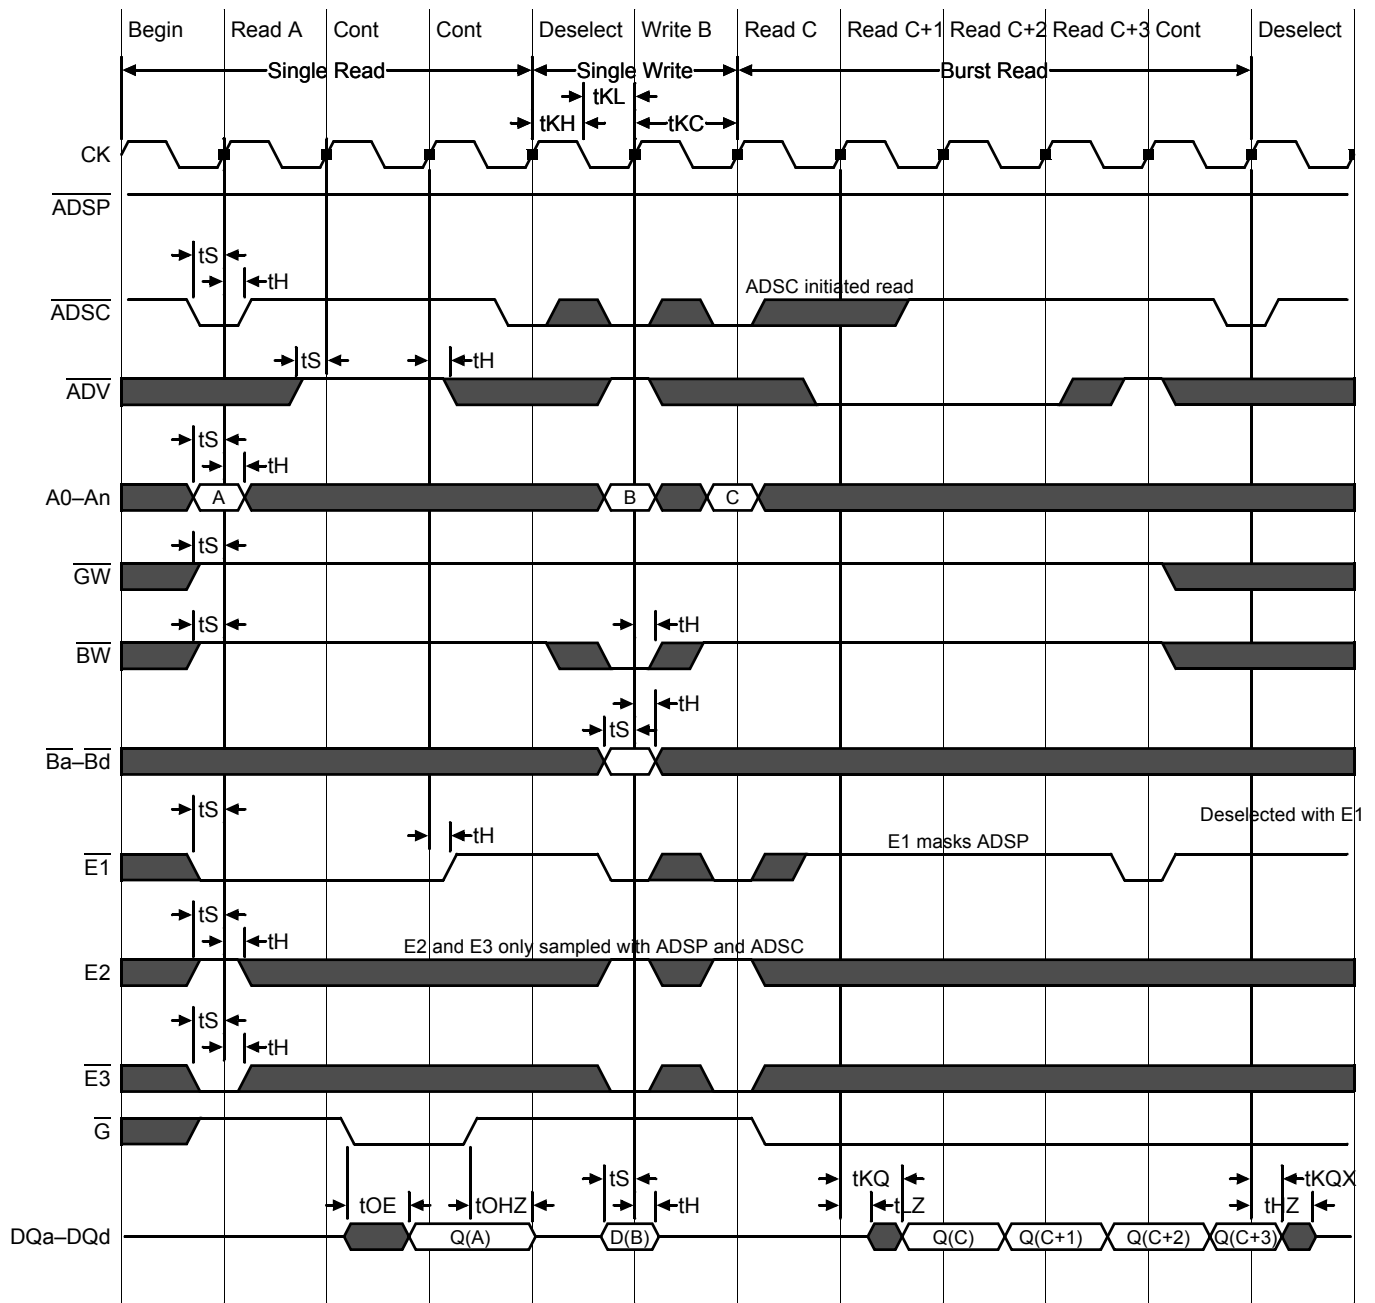 Begin Read A Cont Cont Deselect Write B Read C Read C+1 Read C+2 Read C+3 Cont Deselect
Single Read Single Write Burst Read
tKL
tKH tKC
CK
ADSP
tS
tH
ADSC initiated read
ADSC
tS tH
ADV
tS
tH
A0–An A B C
tS
GW
tS tH
BW
tH
tS
Ba–Bd
tS
Deselected with E1
tH
E1 masks ADSP
E1
tS
tH
E2 and E3 only sampled with ADSP and ADSC
E2
tS
tH
E3
G
tS tKQ tKQX
tOE tOHZ tH tLZ tHZ
DQa–DQd Q(A) D(B) Q(C) Q(C+1) Q(C+2) Q(C+3)